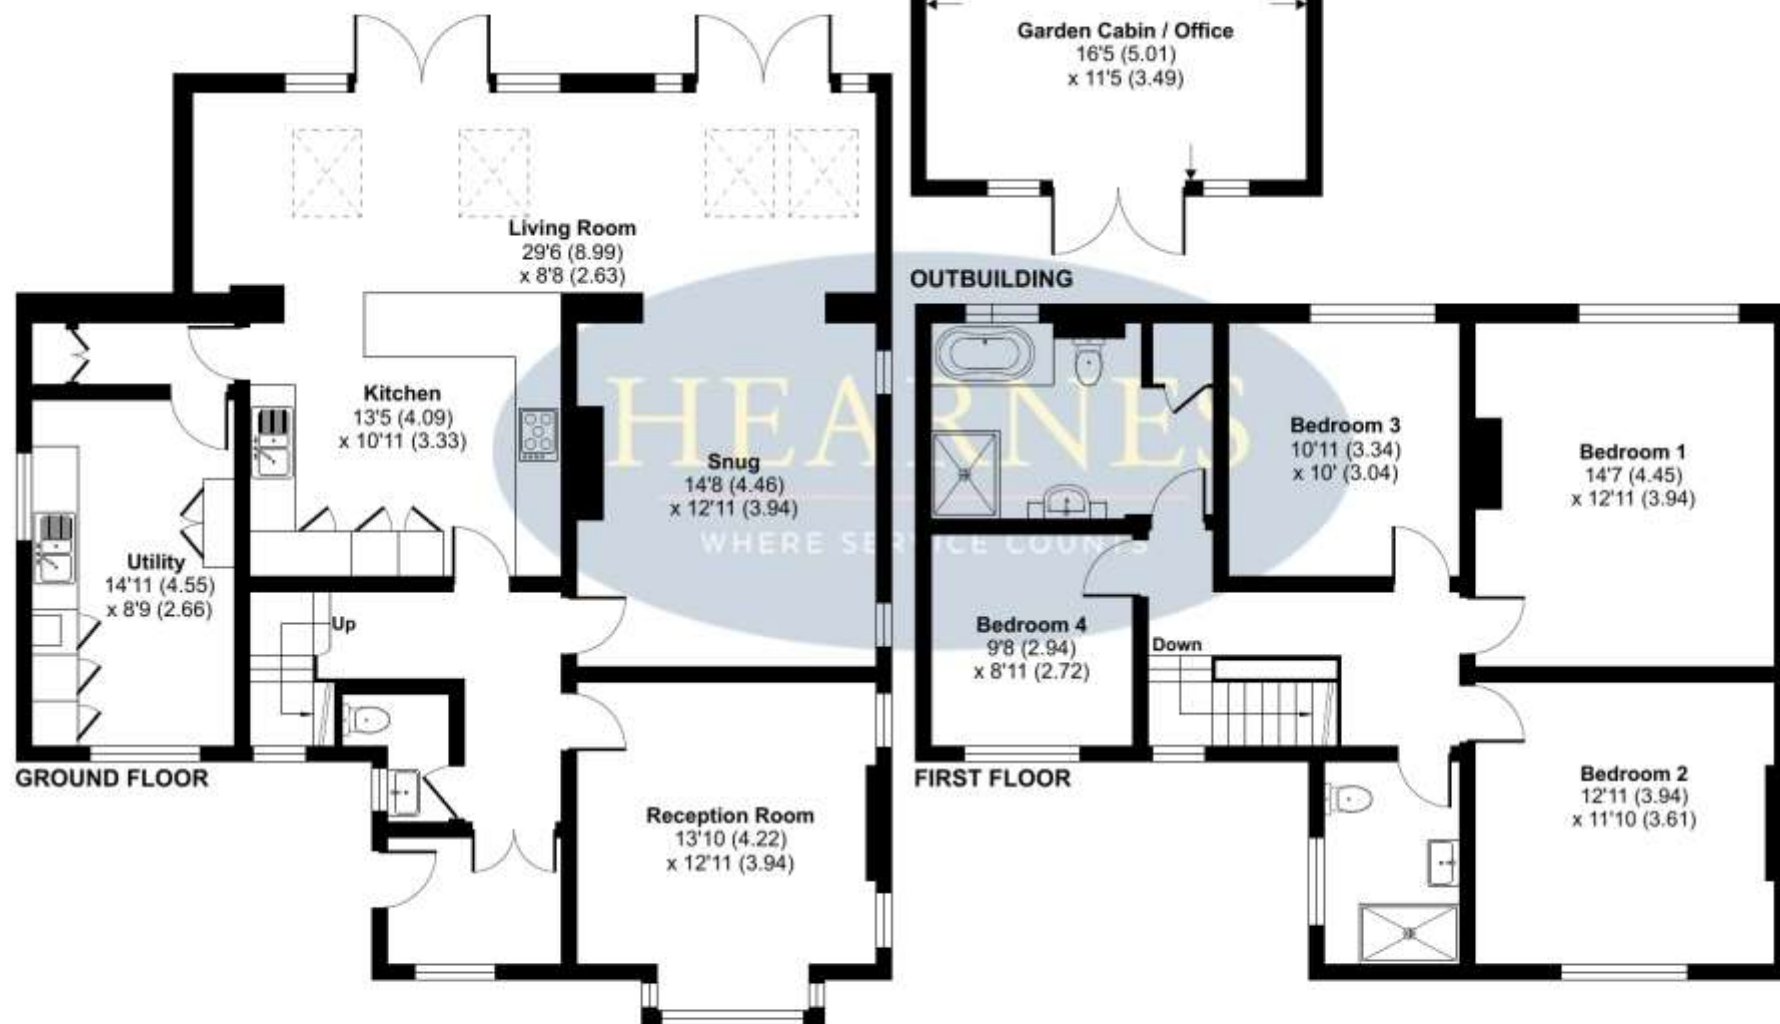 Garden Cabin / Office
16'5 (5.01)
x 11'5 (3.49)
OUTBUILDING
Living Room
29'6 (8.99)
x 8'8 (2.63)
Kitchen
13'5 (4.09)
x 10'11 (3.33)
Snug
14'8 (4.46)
x 12'11 (3.94)
Utility
14'11 (4.55)
x 8'9 (2.66)
Up
Reception Room
13'10 (4.22)
x 12'11 (3.94)
GROUND FLOOR
HEARNES
WHERE SERVICE COUNTS
Bedroom 3
10'11 (3.34)
x 10' (3.04)
Bedroom 1
14'7 (4.45)
x 12'11 (3.94)
Bedroom 4
9'8 (2.94)
x 8'11 (2.72)
Down
Bedroom 2
12'11 (3.94)
x 11'10 (3.61)
FIRST FLOOR